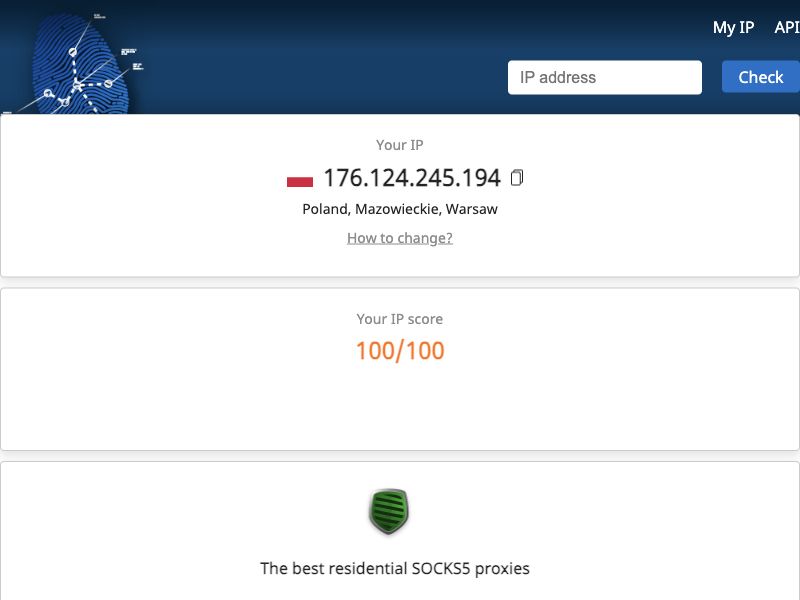 My IP API
IP address Check
Your IP
176.124.245.194
Poland, Mazowieckie, Warsaw
How to change?
Your IP score
100/100
The best residential SOCKS5 proxies